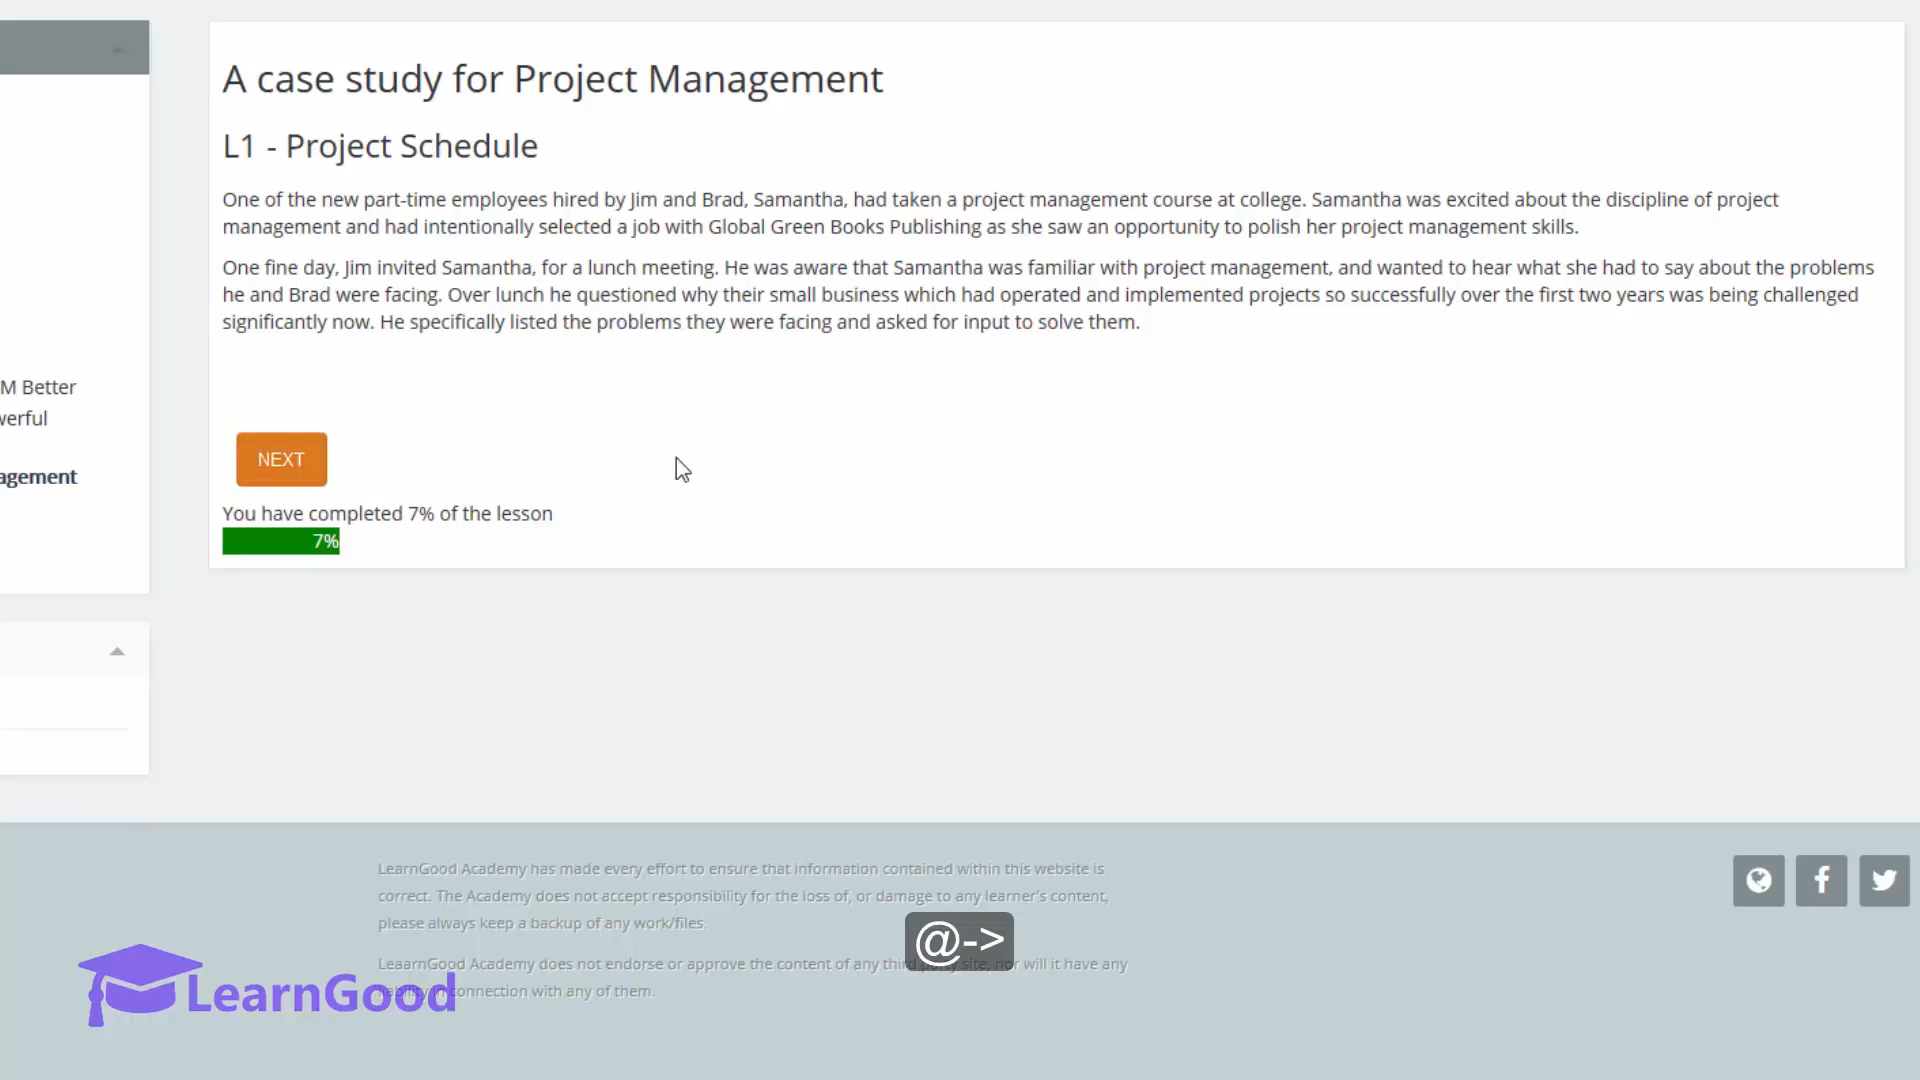 A case study for Project Management
L1 - Project Schedule
One of the new part-time employees hired by Jim and Brad, Samantha, had taken a project management course at college. Samantha was excited about the discipline of project
management and had intentionally selected a job with Global Green Books Publishing as she saw an opportunity to polish her project management skills.
One fine day, Jim invited Samantha, for a lunch meeting. He was aware that Samantha was familiar with project management, and wanted to hear what she had to say about the problems
he and Brad were facing. Over lunch he questioned why their small business which had operated and implemented projects so successfully over the first two years was being challenged
significantly now. He specifically listed the problems they were facing and asked for input to solve them.
M Better
werful
agement
NEXT
You have completed 7% of the lesson
7%
LearnGood Academy has made every effort to ensure that information contained within this website is
correct. The Academy does not accept responsibility for the loss of, or damage to any learner's content,
please always keep a backup of any work/files.
@->
LeaarnGood Academy does not endorse or approve the content of any third party site, nor will it have any
liability in connection with any of them.
LearnGood